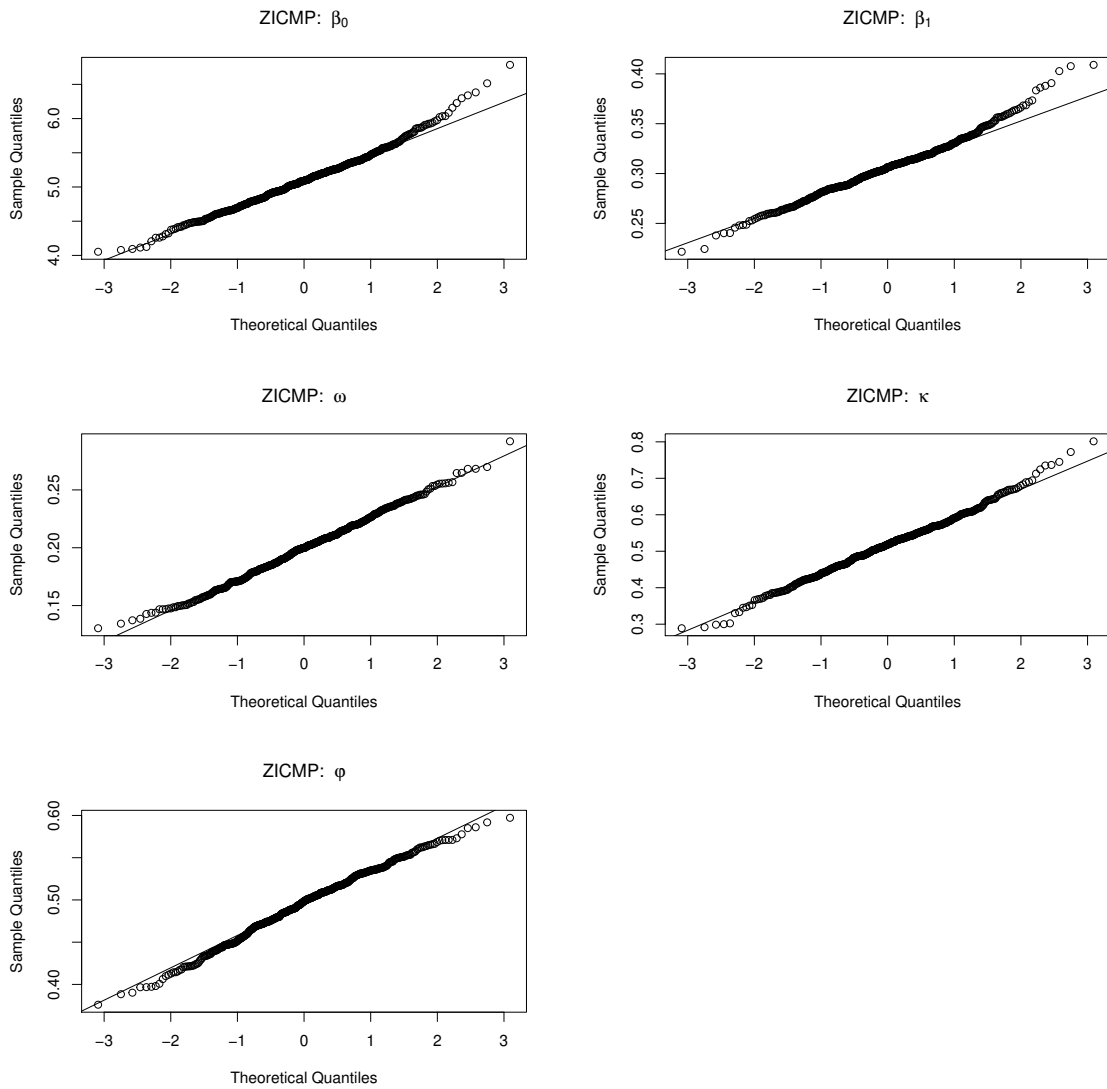 ZICMP: β0
6.0
5.0
4.0
Sample Quantiles
−3 −2 −1 0 1 2 3
Theoretical Quantiles
ZICMP: β1
0.40
0.35
0.30
0.25
Sample Quantiles
−3 −2 −1 0 1 2 3
Theoretical Quantiles
ZICMP: ω
0.25
0.20
0.15
Sample Quantiles
−3 −2 −1 0 1 2 3
Theoretical Quantiles
ZICMP: κ
0.8
0.7
0.6
0.5
0.4
0.3
Sample Quantiles
−3 −2 −1 0 1 2 3
Theoretical Quantiles
ZICMP: φ
0.60
0.50
0.40
Sample Quantiles
−3 −2 −1 0 1 2 3
Theoretical Quantiles